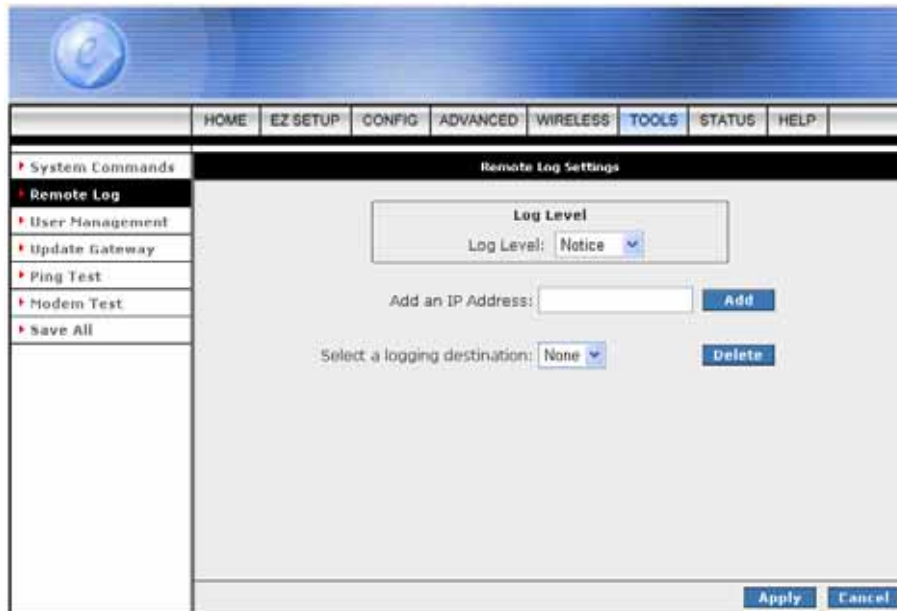 HOME EZ SETUP CONFIG ADVANCED WIRELESS TOOLS STATUS HELP
System Commands
Remote Log
User Management
Update Gateway
Ping Test
Modem Test
Save All
Remote Log Settings
Log Level
Log Level: Notice
Add an IP Address: Add
Select a logging destination: None Delete
Apply Cancel